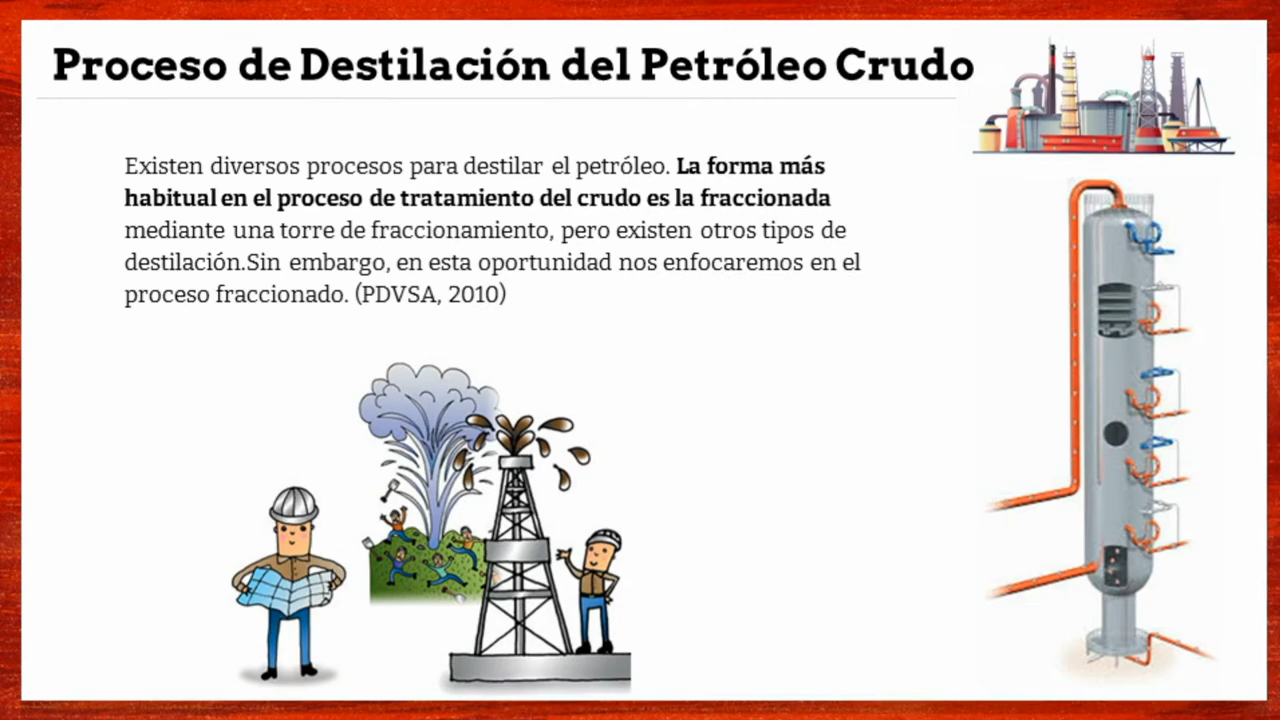 Proceso de Destilación del Petróleo Crudo
Existen diversos procesos para destilar el petróleo. La forma más
habitual en el proceso de tratamiento del crudo es la fraccionada
mediante una torre de fraccionamiento, pero existen otros tipos de
destilación.Sin embargo, en esta oportunidad nos enfocaremos en el
proceso fraccionado. (PDVSA, 2010)